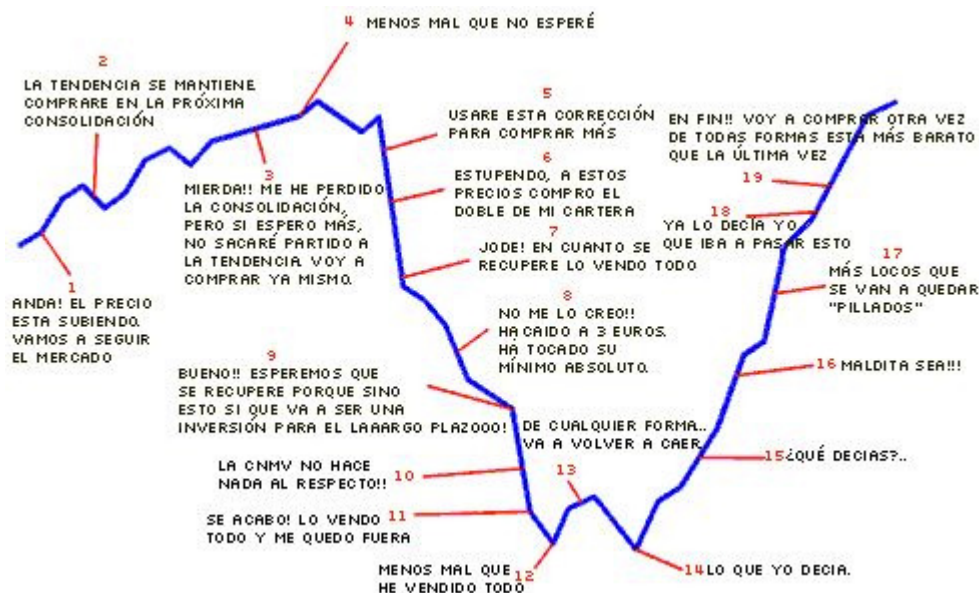 4 MENOS MAL QUE NO ESPERÉ
2
LA TENDENCIA SE MANTIENE
COMPRARE EN LA PRÓXIMA
CONSOLIDACIÓN
5
USARE ESTA CORRECCIÓN
PARA COMPRAR MÁS
EN FIN!! VOY A COMPRAR OTRA VEZ
DE TODAS FORMAS ESTA MÁS BARATO
QUE LA ÚLTIMA VEZ
19
3
MIERDA!! ME HE PERDIDO
LA CONSOLIDACIÓN,
PERO SI ESPERO MÁS,
NO SACARÉ PARTIDO A
LA TENDENCIA. VOY A
COMPRAR YA MISMO.
6
ESTUPENDO, A ESTOS
PRECIOS COMPRO EL
DOBLE DE MI CARTERA
18
YA LO DECÍA YO
QUE IBA A PASAR ESTO
7
JODE! EN CUANTO SE
RECUPERE LO VENDO TODO
17
MÁS LOCOS QUE
SE VAN A QUEDAR
"PILLADOS"
1
ANDA! EL PRECIO
ESTA SUBIENDO.
VAMOS A SEGUIR
EL MERCADO
8
NO ME LO CREO!!
HA CAIDO A 3 EUROS.
HA TOCADO SU
MÍNIMO ABSOLUTO.
9
BUENO!! ESPEREMOS QUE
SE RECUPERE PORQUE SINO
ESTO SI QUE VA A SER UNA
INVERSIÓN PARA EL LAAARGO PLAZOOO!
16 MALDITA SEA!!!
DE CUALQUIER FORMA..
VA A VOLVER A CAER
13
15 ¿QUÉ DECIAS?..
LA CNMV NO HACE
NADA AL RESPECTO!!
10
SE ACABO! LO VENDO
TODO Y ME QUEDO FUERA
11
MENOS MAL QUE
HE VENDIDO TODO
12
14 LO QUE YO DECIA.